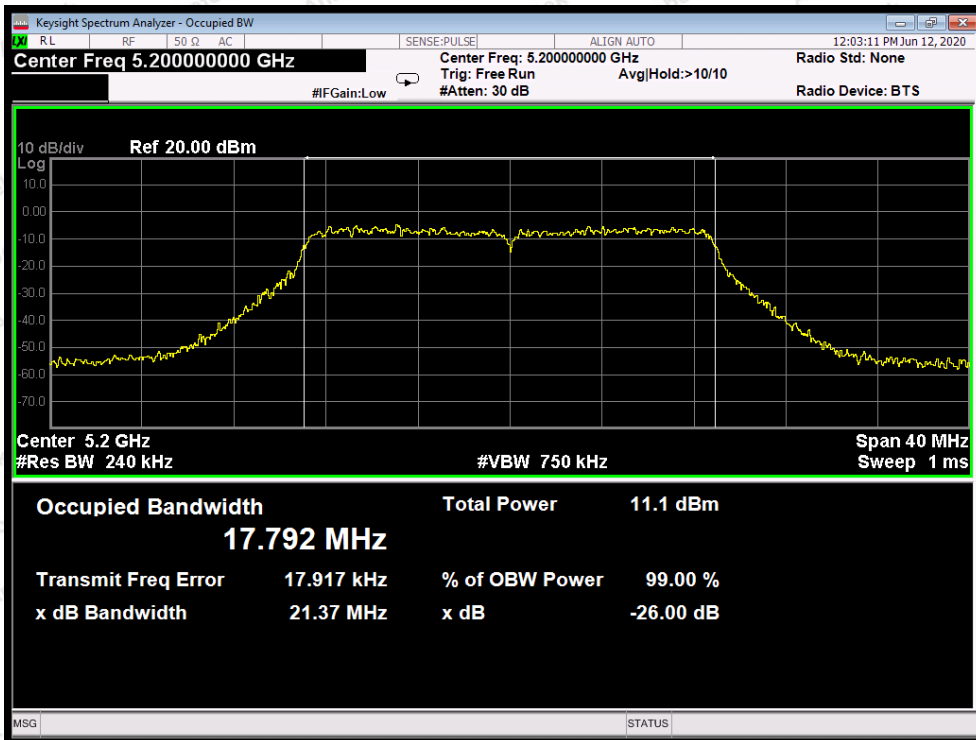 Keysight Spectrum Analyzer - Occupied BW
LXI RL RF 50 Ω AC SENSE:PULSE ALIGN AUTO 12:03:11 PM Jun 12, 2020
Center Freq 5.200000000 GHz Center Freq: 5.200000000 GHz Radio Std: None
Trig: Free Run Avg|Hold:>10/10
#IFGain:Low #Atten: 30 dB Radio Device: BTS
10 dB/div Ref 20.00 dBm
Log
10.0
0.00
-10.0
-20.0
-30.0
-40.0
-50.0
-60.0
-70.0
Center 5.2 GHz Span 40 MHz
#Res BW 240 kHz #VBW 750 kHz Sweep 1 ms
Occupied Bandwidth Total Power 11.1 dBm
17.792 MHz
Transmit Freq Error 17.917 kHz % of OBW Power 99.00 %
x dB Bandwidth 21.37 MHz x dB -26.00 dB
MSG STATUS